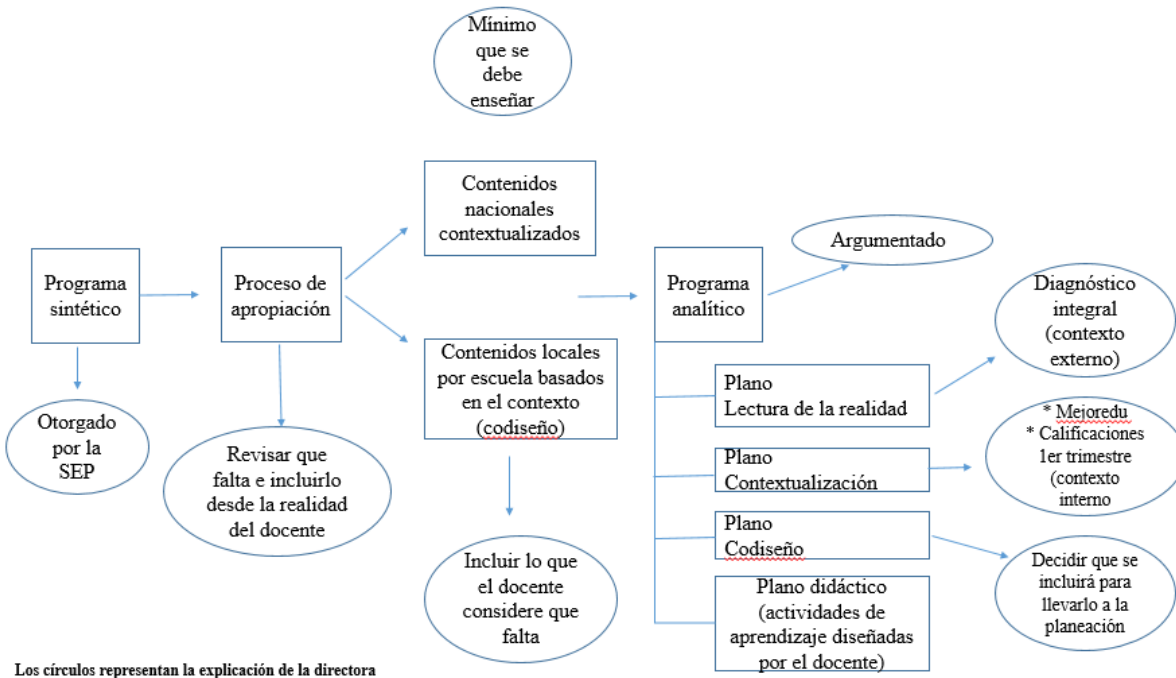 Mínimo
que se
debe
enseñar
Contenidos
nacionales
contextualizados
Argumentado
Programa
sintético
Proceso de
apropiación
Programa
analítico
Diagnóstico
integral
(contexto
externo)
Contenidos locales
por escuela basados
en el contexto
(codiseño)
Plano
Lectura de la realidad
Otorgado
por la
SEP
Revisar que
falta e incluirlo
desde la realidad
del docente
* Mejoredu
* Calificaciones
1er trimestre
(contexto
interno
Plano
Contextualización
Plano
Codiseño
Incluir lo que
el docente
considere que
falta
Decidir que se
incluirá para
llevarlo a la
planeación
Plano didáctico
(actividades de
aprendizaje diseñadas
por el docente)
Los círculos representan la explicación de la directora